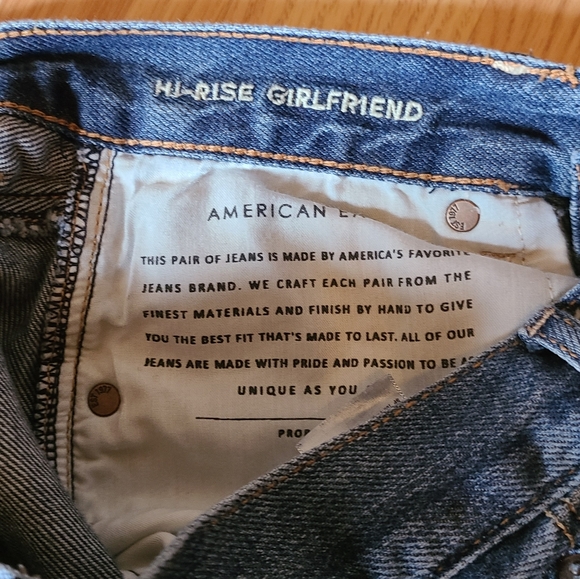 HI-RISE GIRLFRIEND
AMERICAN
THIS PAIR OF JEANS IS MADE BY AMERICA'S FAVORITE
JEANS BRAND. WE CRAFT EACH PAIR FROM THE
FINEST MATERIALS AND FINISH BY HAND TO GIVE
YOU THE BEST FIT THAT'S MADE TO LAST. ALL OF OUR
JEANS ARE MADE WITH PRIDE AND PASSION TO BE AS
UNIQUE AS YOU